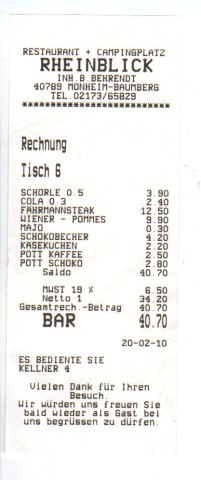 RESTAURANT + CAMPINGPLATZ
RHEINBLICK
INH.B.BEHRENDT
40789 MONHEIM-BAUMBERG
TEL. 02173/65829
************************
Rechnung
Tisch 6
SCHORLE 0.5 3.90
COLA 0.3 2.40
FÄHRMANNSTEAK 12.50
WIENER - POMMES 9.90
MAJO 0.30
SCHOKOBECHER 4.20
KÄSEKUCHEN 2.20
POTT KAFFEE 2.50
POTT SCHOKO 2.80
Saldo 40.70
MWST 19 % 6.50
Netto 1 34.20
Gesamtrech.-Betrag 40.70
BAR 40.70
20-02-10
ES BEDIENTE SIE
KELLNER 4
Vielen Dank für Ihren
Besuch.
Wir würden uns freuen Sie
bald wieder als Gast bei
uns begrüssen zu dürfen.